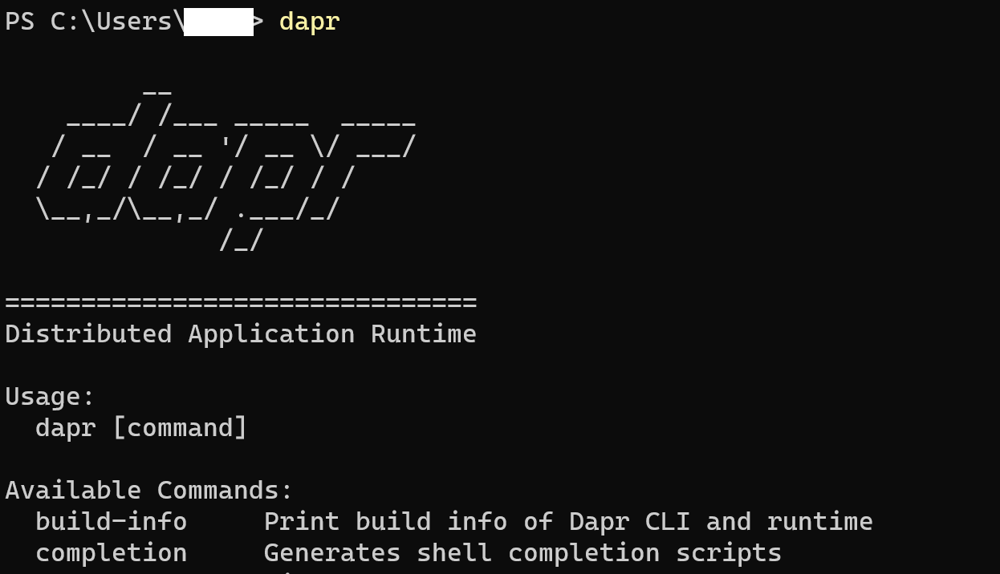 PS C:\Users\> dapr
          __
     ____/ /___ _____  _____
    / __  / __ '/ __ \/ ___/
   / /_/ / /_/ / /_/ / /
   \__,_/\__,_/ .___/_/
               /_/
===============================
Distributed Application Runtime
Usage:
  dapr [command]
Available Commands:
  build-info     Print build info of Dapr CLI and runtime
  completion     Generates shell completion scripts